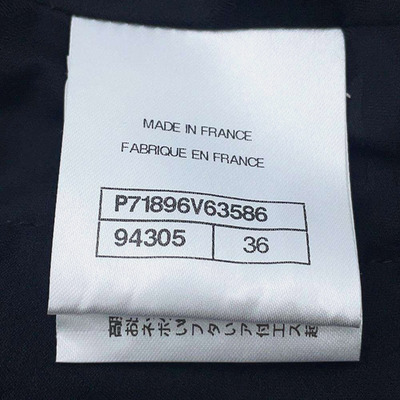 MADE IN FRANCE
FABRIQUE EN FRANCE
P71896V63586
94305 36